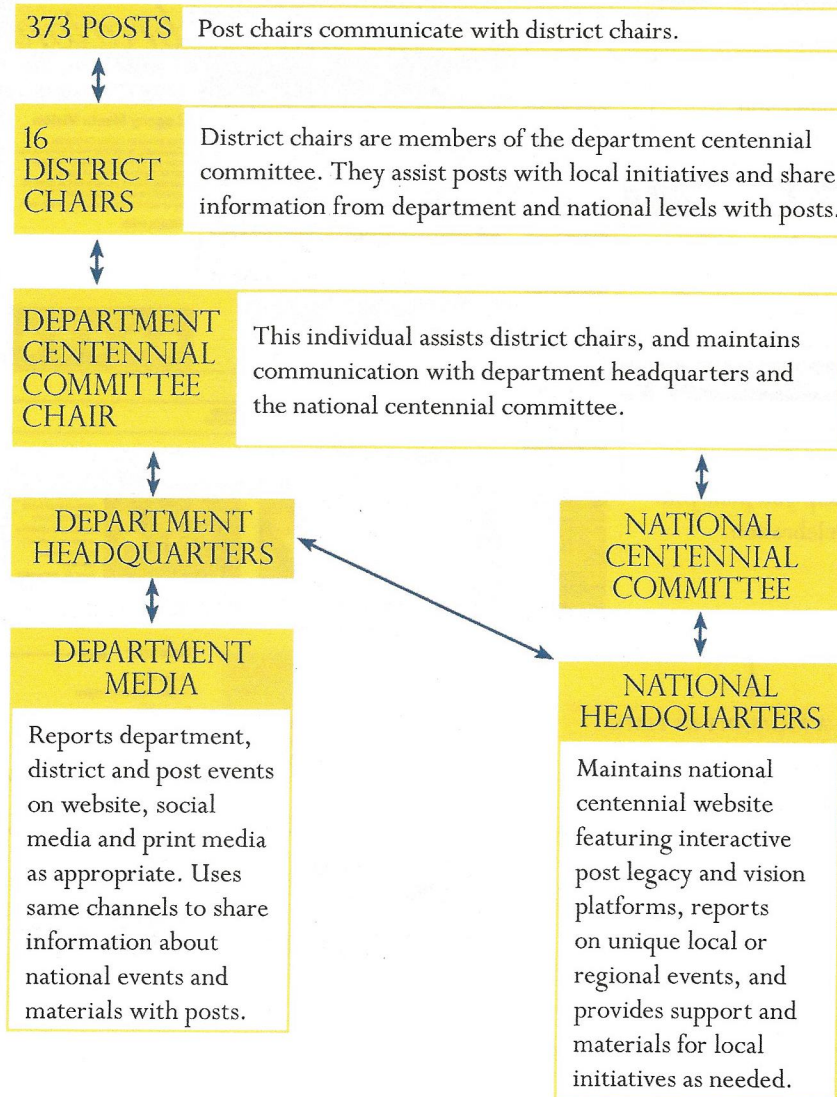 373 POSTS
Post chairs communicate with district chairs.
16
DISTRICT
CHAIRS
District chairs are members of the department centennial
committee. They assist posts with local initiatives and share
information from department and national levels with posts.
DEPARTMENT
CENTENNIAL
COMMITTEE
CHAIR
This individual assists district chairs, and maintains
communication with department headquarters and
the national centennial committee.
DEPARTMENT
HEADQUARTERS
NATIONAL
CENTENNIAL
COMMITTEE
DEPARTMENT
MEDIA
Reports department,
district and post events
on website, social
media and print media
as appropriate. Uses
same channels to share
information about
national events and
materials with posts.
NATIONAL
HEADQUARTERS
Maintains national
centennial website
featuring interactive
post legacy and vision
platforms, reports
on unique local or
regional events, and
provides support and
materials for local
initiatives as needed.